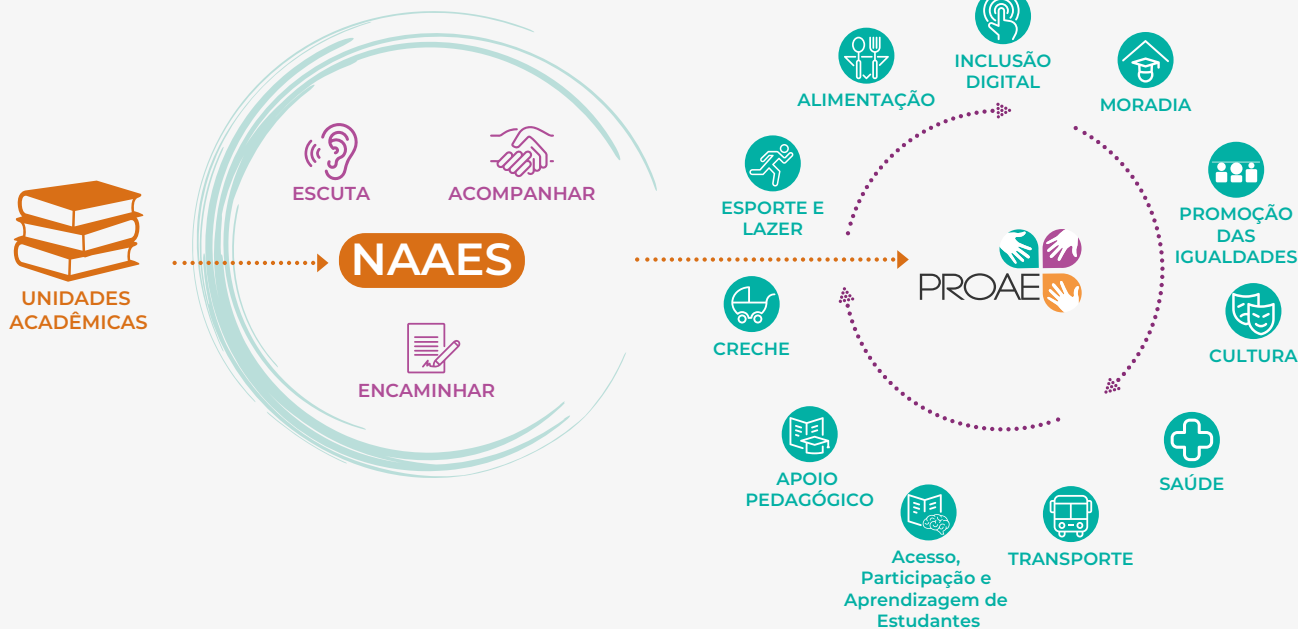 UNIDADES
ACADÊMICAS
ESCUTA
ACOMPANHAR
NAAES
ENCAMINHAR
ALIMENTAÇÃO
INCLUSÃO
DIGITAL
MORADIA
ESPORTE E
LAZER
PROMOÇÃO
DAS
IGUALDADES
PROAE
CRECHE
CULTURA
APOIO
PEDAGÓGICO
SAÚDE
Acesso,
Participação e
Aprendizagem de
Estudantes
TRANSPORTE